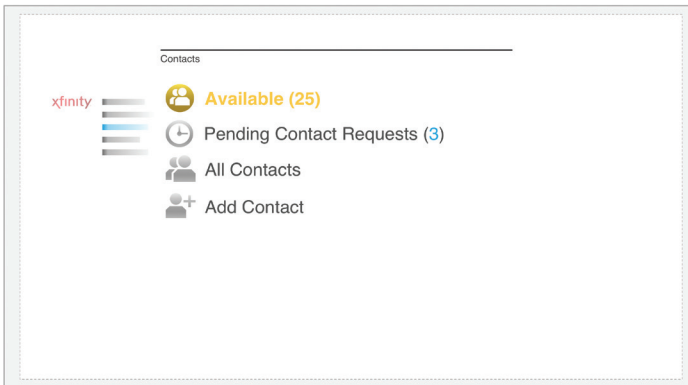 Contacts
xfinity
Available (25)
Pending Contact Requests (3)
All Contacts
Add Contact